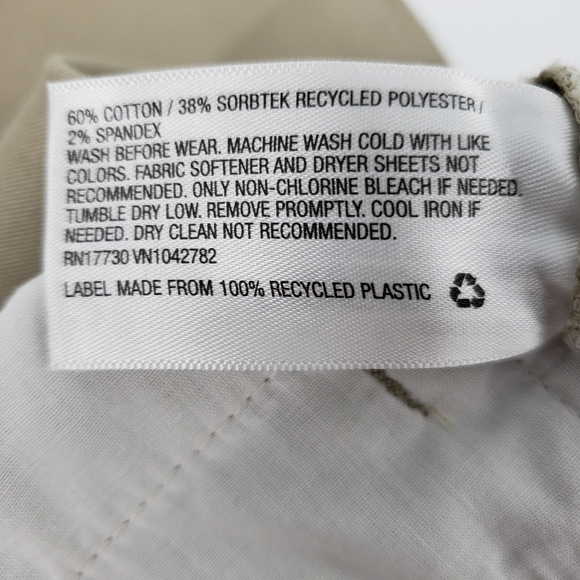 60% COTTON / 38% SORBTEK RECYCLED POLYESTER /
2% SPANDEX
WASH BEFORE WEAR. MACHINE WASH COLD WITH LIKE
COLORS. FABRIC SOFTENER AND DRYER SHEETS NOT
RECOMMENDED. ONLY NON-CHLORINE BLEACH IF NEEDED.
TUMBLE DRY LOW. REMOVE PROMPTLY. COOL IRON IF
NEEDED. DRY CLEAN NOT RECOMMENDED.
RN17730 VN1042782
LABEL MADE FROM 100% RECYCLED PLASTIC